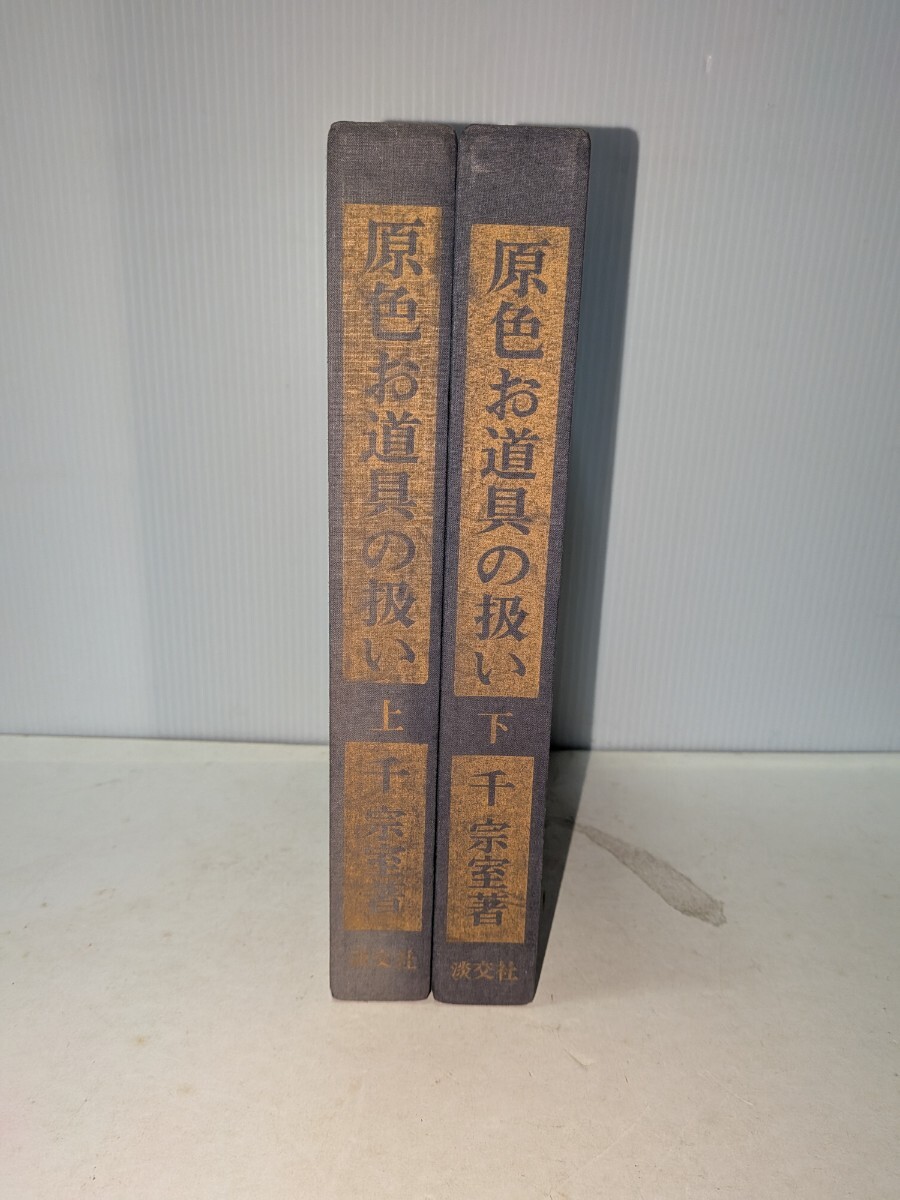 原色お道具の扱い
上
千宗室著
淡交社
原色お道具の扱い
下
千宗室著
淡交社